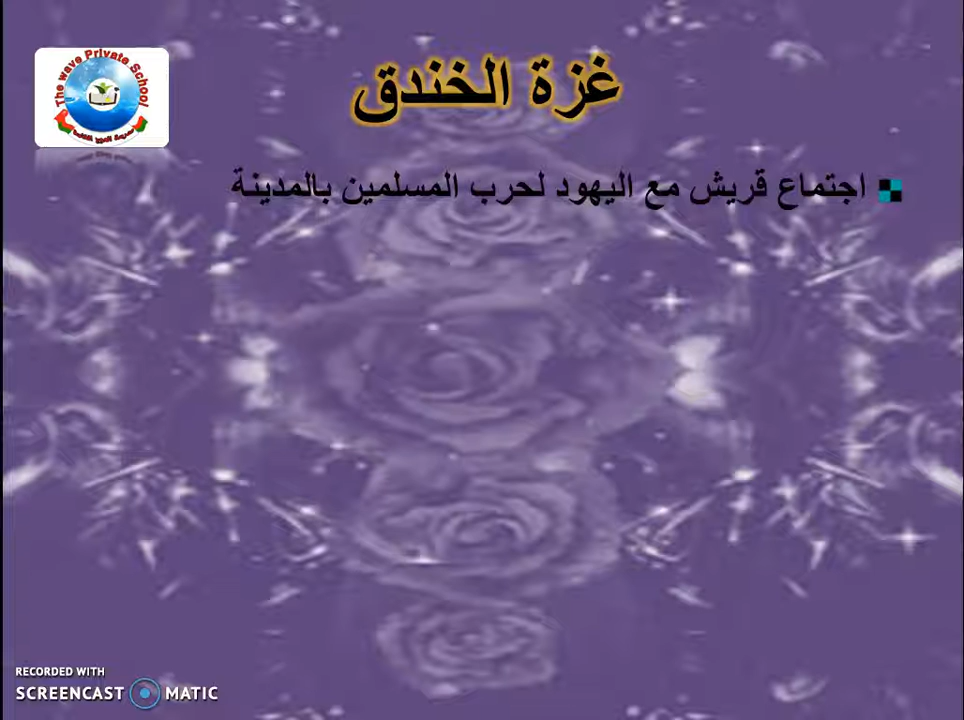 The wave Private School
غزة الخندق
اجتماع قريش مع اليهود لحرب المسلمين بالمدينة
RECORDED WITH
SCREENCAST MATIC